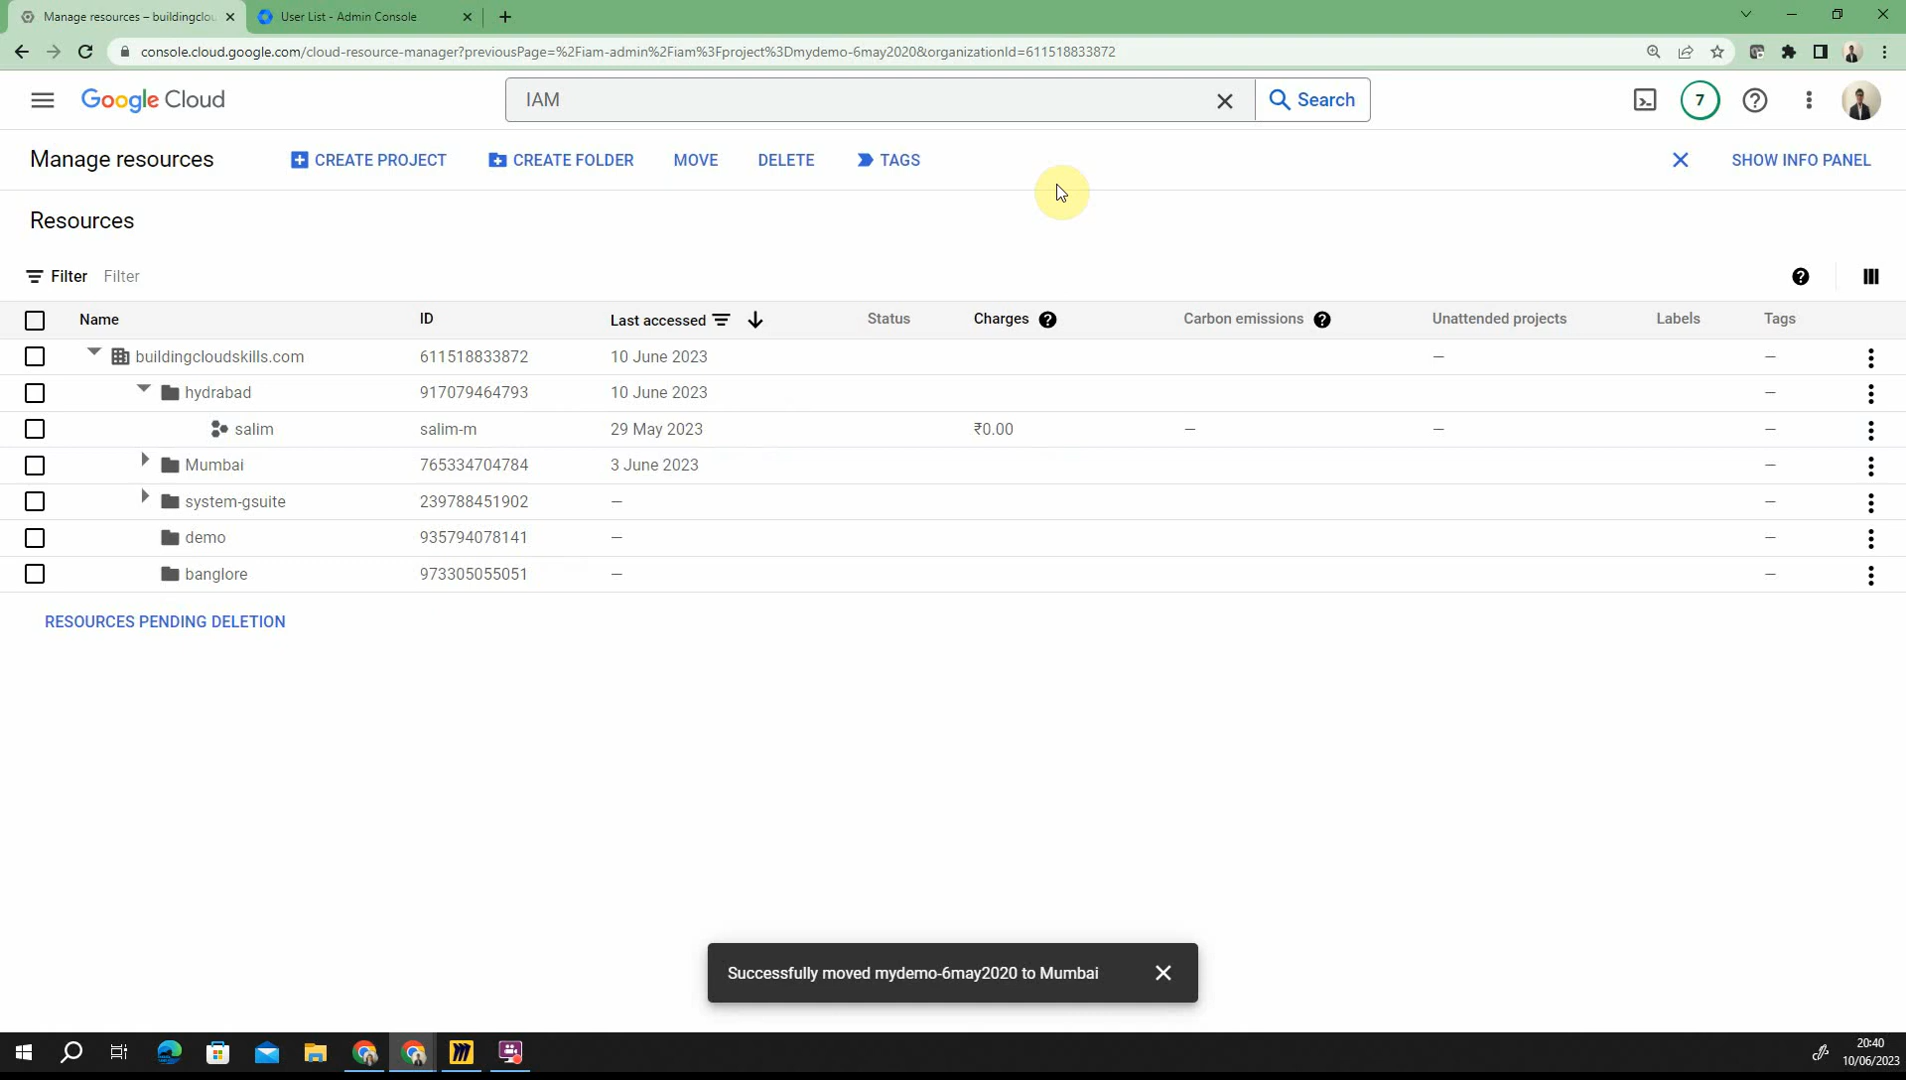 Manage resources – buildingclou
User List - Admin Console
console.cloud.google.com/cloud-resource-manager?previousPage=%2Fiam-admin%2Fiam%3Fproject%3Dmydemo-6may2020&organizationId=611518833872
Google Cloud
IAM
Search
7
Manage resources
CREATE PROJECT
CREATE FOLDER
MOVE
DELETE
TAGS
SHOW INFO PANEL
Resources
Filter Filter
Name ID Last accessed Status Charges Carbon emissions Unattended projects Labels Tags
buildingcloudskills.com 611518833872 10 June 2023 — —
hydrabad 917079464793 10 June 2023 —
salim salim-m 29 May 2023 ₹0.00 — — —
Mumbai 765334704784 3 June 2023 —
system-gsuite 239788451902 — —
demo 935794078141 — —
banglore 973305055051 — —
RESOURCES PENDING DELETION
Successfully moved mydemo-6may2020 to Mumbai
20:40
10/06/2023